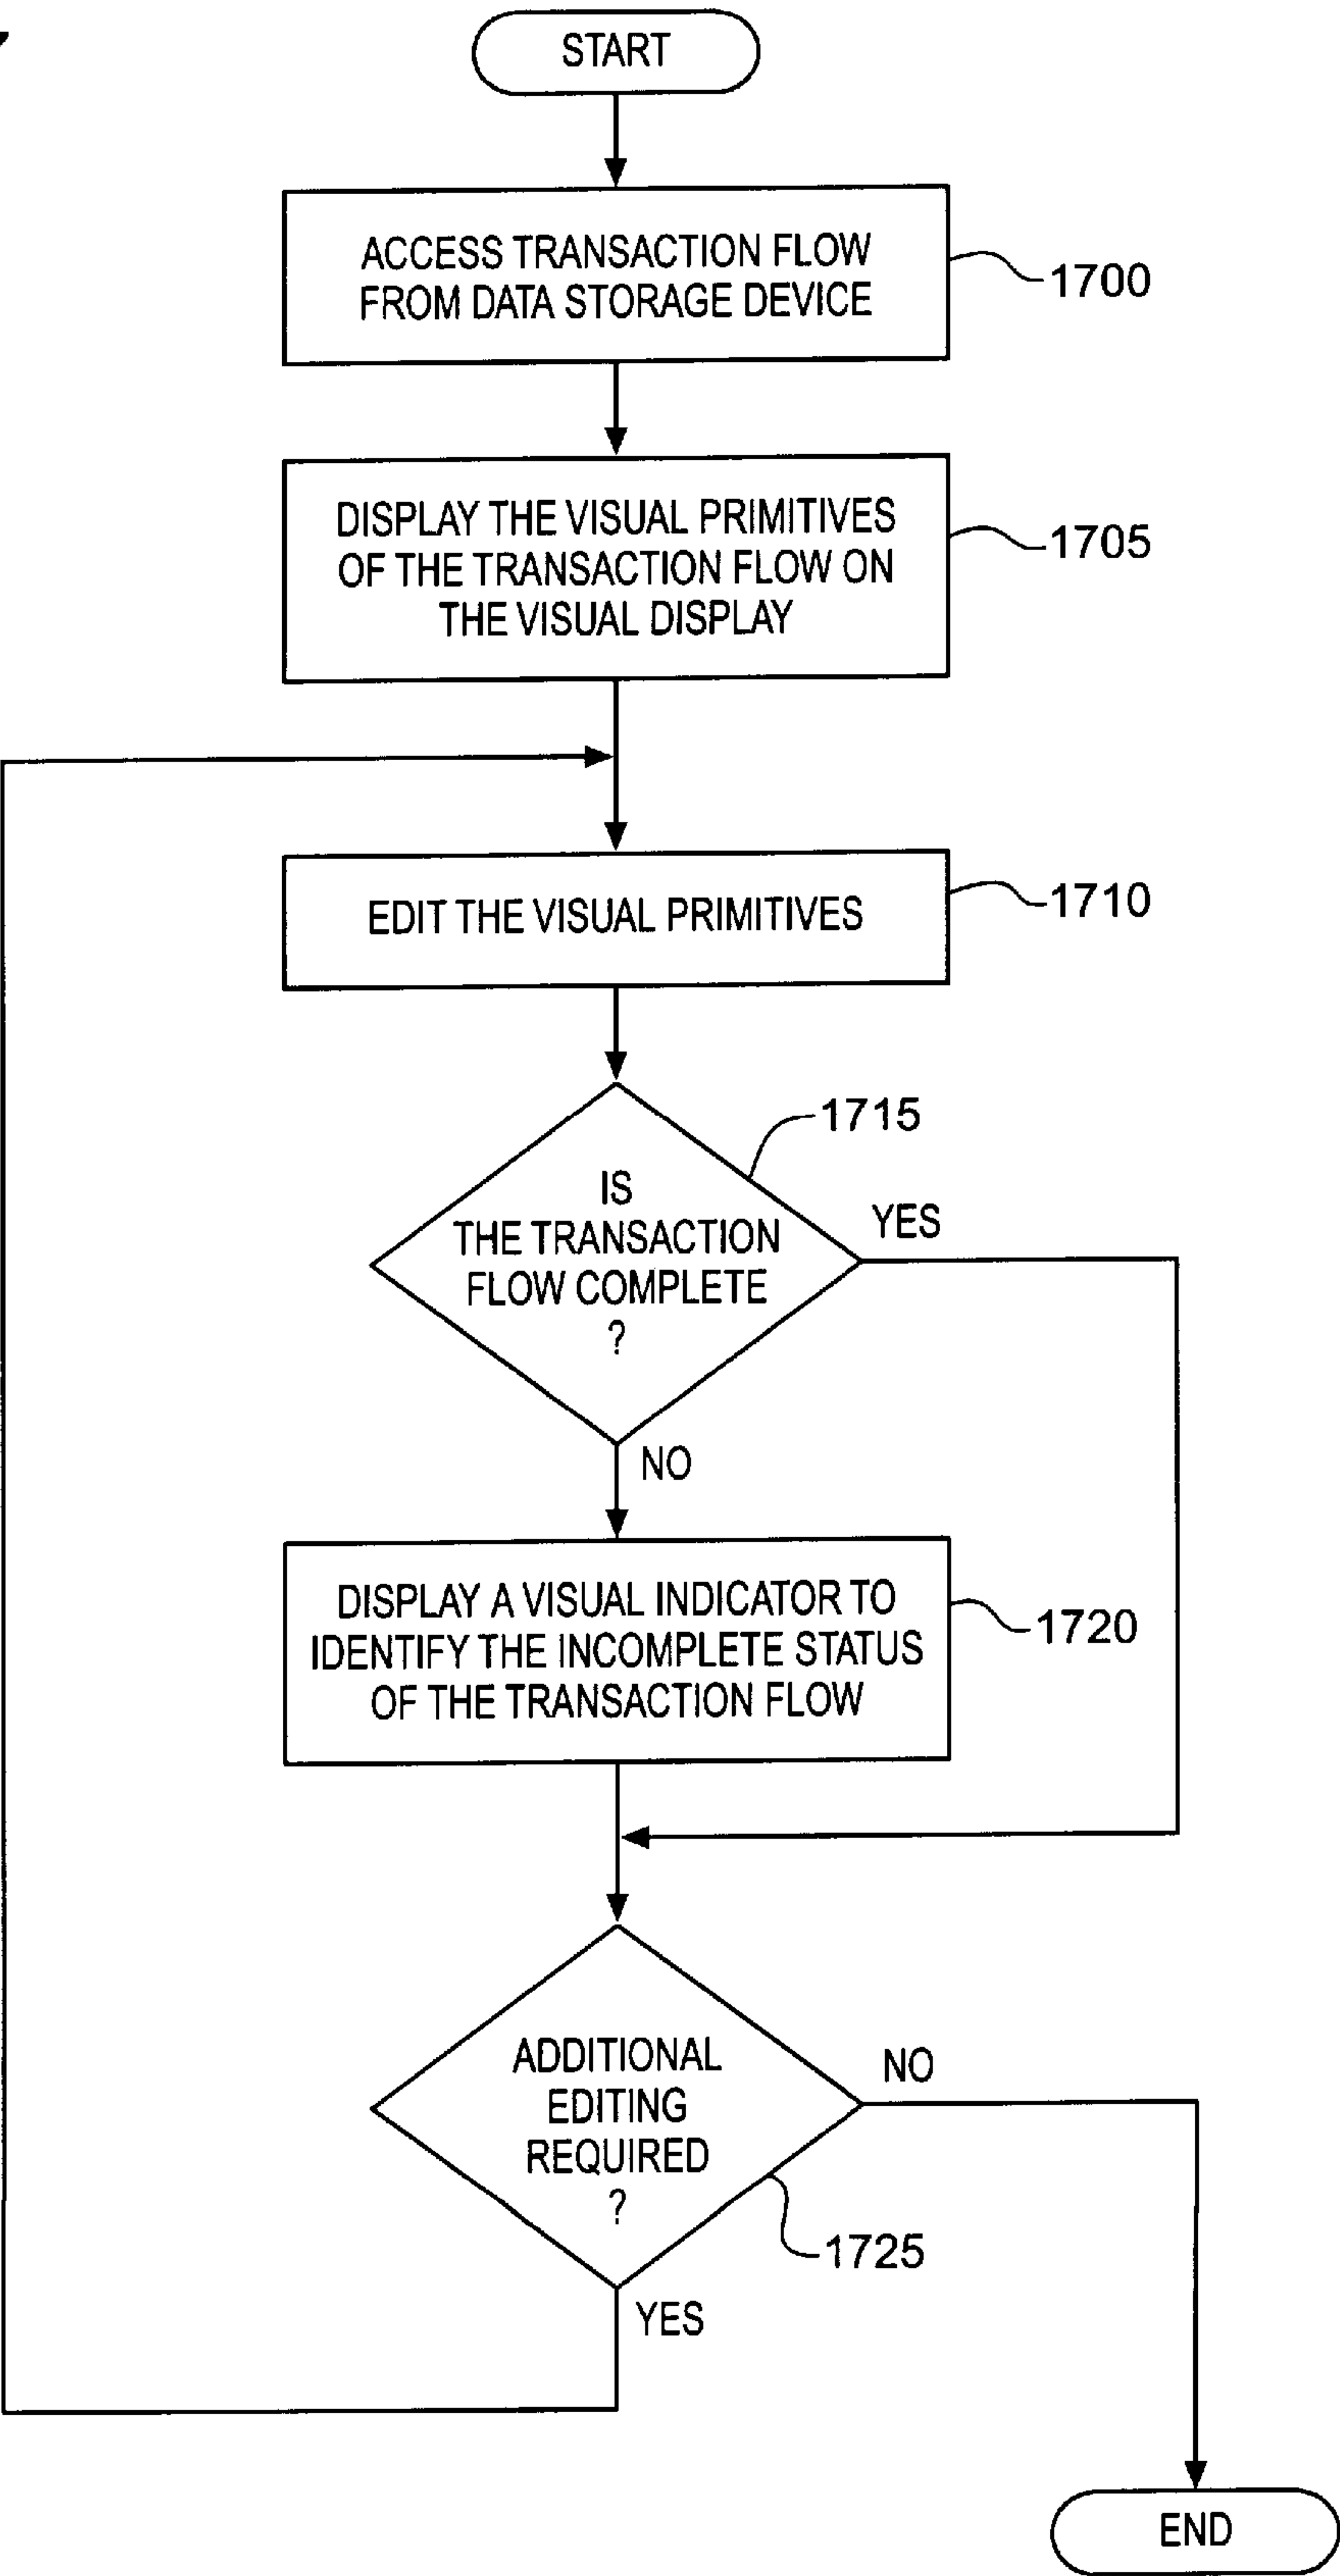 START
ACCESS TRANSACTION FLOW
FROM DATA STORAGE DEVICE
1700
DISPLAY THE VISUAL PRIMITIVES
OF THE TRANSACTION FLOW ON
THE VISUAL DISPLAY
1705
EDIT THE VISUAL PRIMITIVES
1710
1715
IS
THE TRANSACTION
FLOW COMPLETE
?
YES
NO
DISPLAY A VISUAL INDICATOR TO
IDENTIFY THE INCOMPLETE STATUS
OF THE TRANSACTION FLOW
1720
ADDITIONAL
EDITING
REQUIRED
?
NO
1725
YES
END